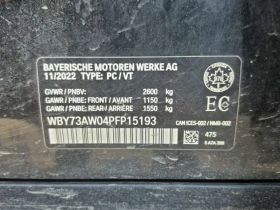 BAYERISCHE MOTOREN WERKE AG
11/2022 TYPE: PC / VT
GVWR / PNBV: 2600 kg
GAWR / PNBE: FRONT / AVANT 1150 kg
GAWR / PNBE: REAR / ARRIERE 1550 kg
WBY73AW04PFP15193
EC
CAN ICES-002 / NMB-002
475